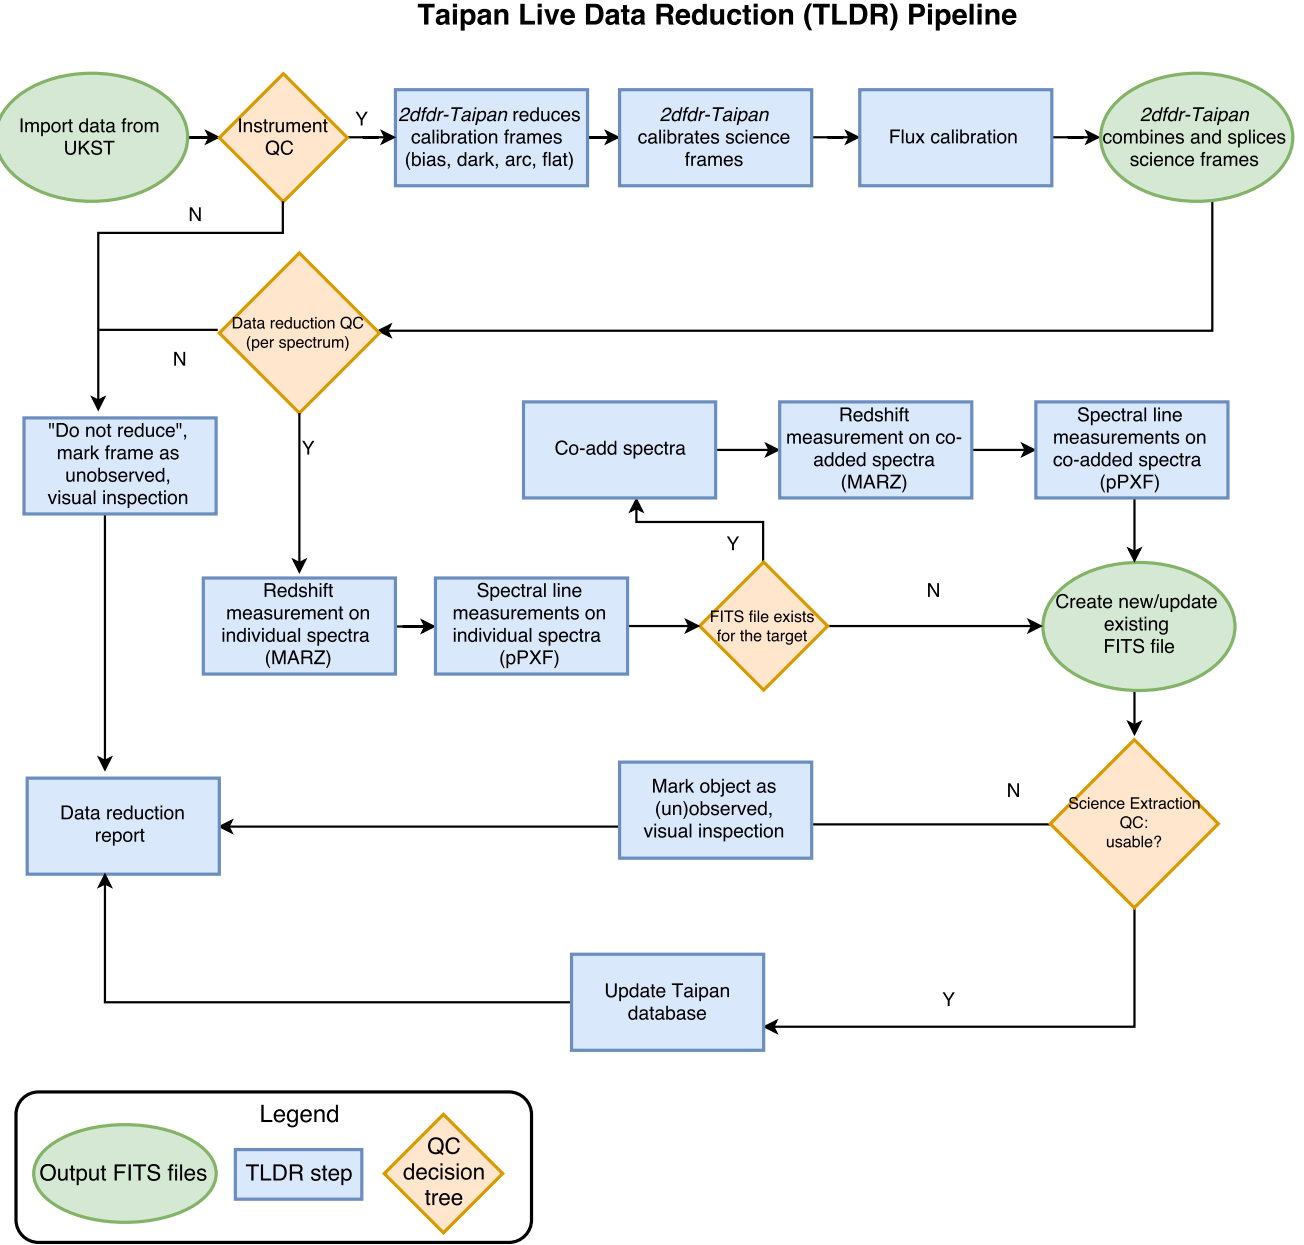 Taipan Live Data Reduction (TLDR) Pipeline
Import data from
UKST
Instrument
QC
Y
2dfdr-Taipan reduces
calibration frames
(bias, dark, arc, flat)
2dfdr-Taipan
calibrates science
frames
Flux calibration
2dfdr-Taipan
combines and splices
science frames
N
Data reduction QC
(per spectrum)
N
Y
"Do not reduce",
mark frame as
unobserved,
visual inspection
Co-add spectra
Redshift
measurement on co-
added spectra
(MARZ)
Spectral line
measurements on
co-added spectra
(pPXF)
Y
N
Redshift
measurement on
individual spectra
(MARZ)
Spectral line
measurements on
individual spectra
(pPXF)
FITS file exists
for the target
Create new/update
existing
FITS file
Data reduction
report
Mark object as
(un)observed,
visual inspection
N
Science Extraction
QC:
usable?
Update Taipan
database
Y
Legend
Output FITS files
TLDR step
QC
decision
tree